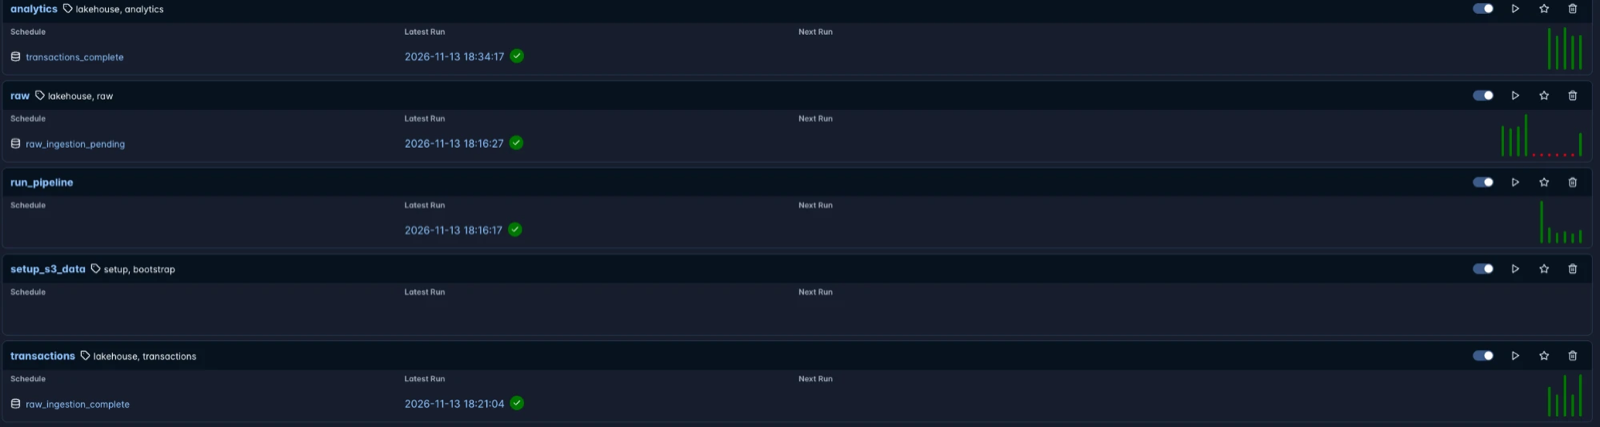 analytics lakehouse, analytics
Schedule Latest Run Next Run
transactions_complete 2026-11-13 18:34:17
raw lakehouse, raw
Schedule Latest Run Next Run
raw_ingestion_pending 2026-11-13 18:16:27
run_pipeline
Schedule Latest Run Next Run
2026-11-13 18:16:17
setup_s3_data setup, bootstrap
Schedule Latest Run Next Run
transactions lakehouse, transactions
Schedule Latest Run Next Run
raw_ingestion_complete 2026-11-13 18:21:04